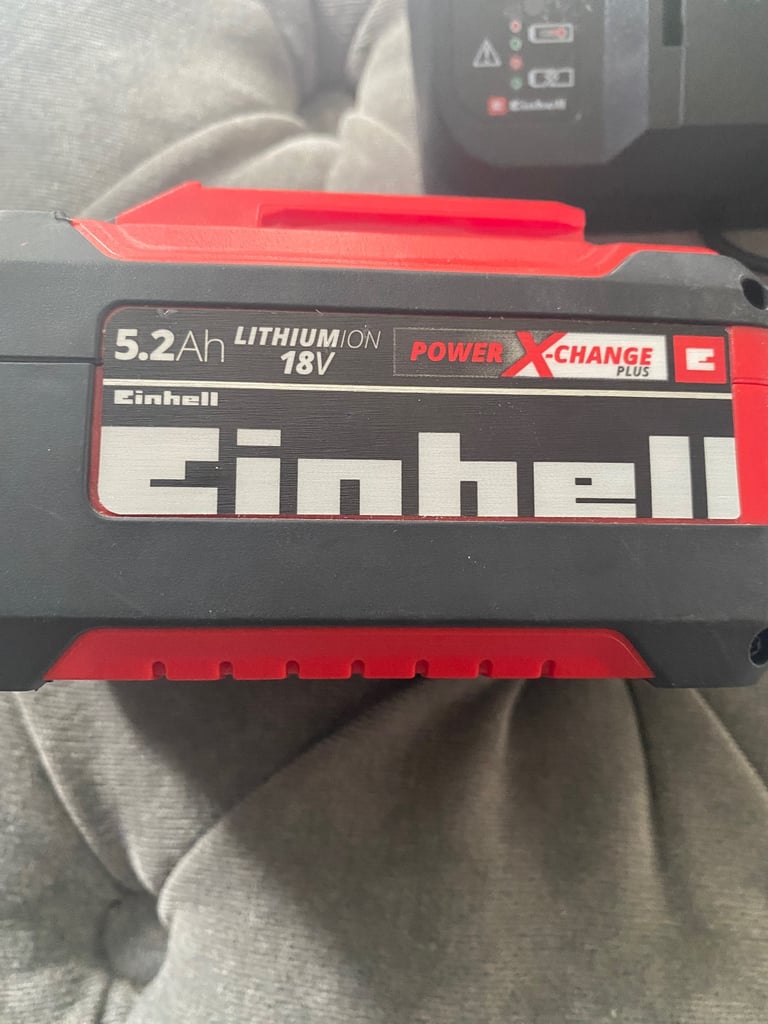 Einhell
5.2Ah LITHIUMION 18V POWER X-CHANGE PLUS
Einhell
Einhell